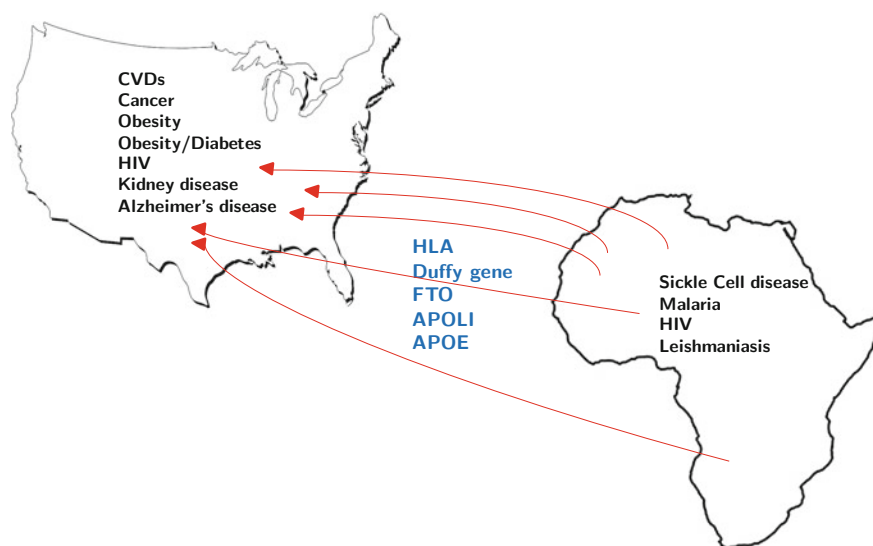 CVDs
Cancer
Obesity
Obesity/Diabetes
HIV
Kidney disease
Alzheimer's disease
HLA
Duffy gene
FTO
APOLI
APOE
Sickle Cell disease
Malaria
HIV
Leishmaniasis